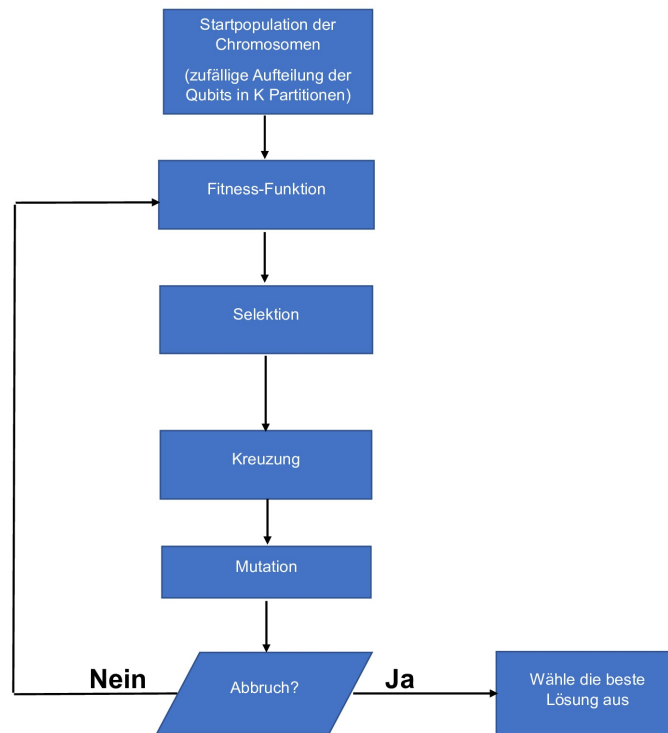 Startpopulation der
Chromosomen
(zufällige Aufteilung der
Qubits in K Partitionen)
Fitness-Funktion
Selektion
Kreuzung
Mutation
Nein
Abbruch?
Ja
Wähle die beste
Lösung aus